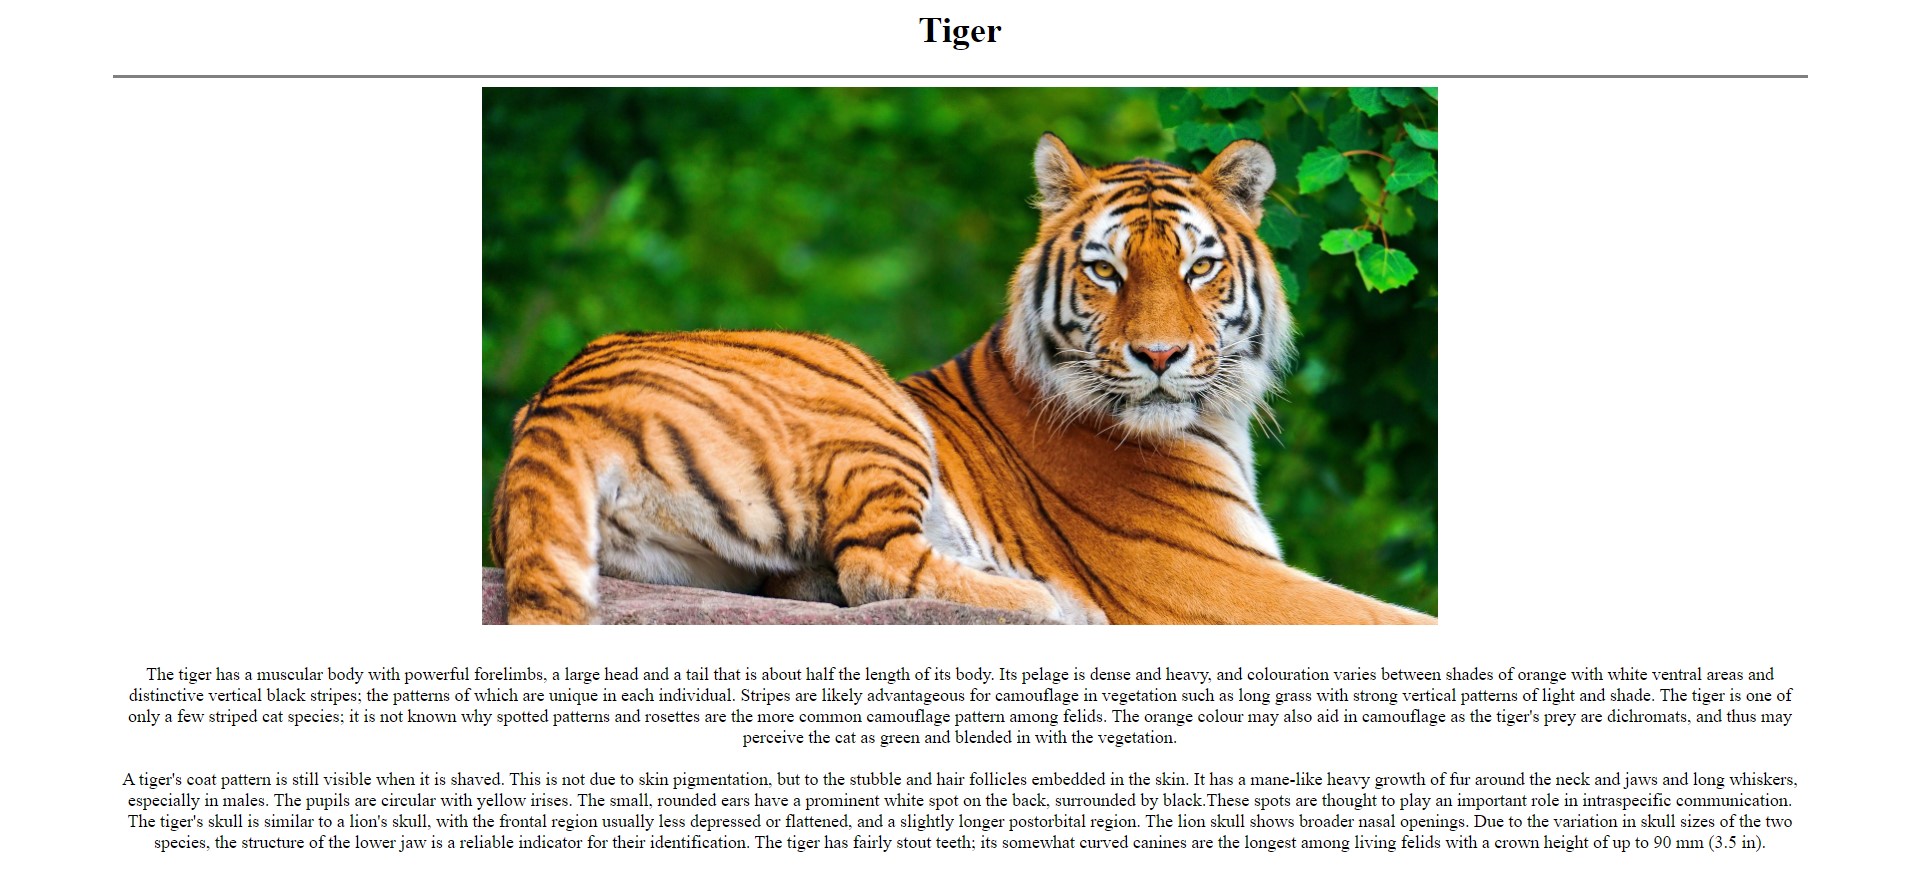 Tiger
The tiger has a muscular body with powerful forelimbs, a large head and a tail that is about half the length of its body. Its pelage is dense and heavy, and colouration varies between shades of orange with white ventral areas and
distinctive vertical black stripes; the patterns of which are unique in each individual. Stripes are likely advantageous for camouflage in vegetation such as long grass with strong vertical patterns of light and shade. The tiger is one of
only a few striped cat species; it is not known why spotted patterns and rosettes are the more common camouflage pattern among felids. The orange colour may also aid in camouflage as the tiger's prey are dichromats, and thus may
perceive the cat as green and blended in with the vegetation.
A tiger's coat pattern is still visible when it is shaved. This is not due to skin pigmentation, but to the stubble and hair follicles embedded in the skin. It has a mane-like heavy growth of fur around the neck and jaws and long whiskers,
especially in males. The pupils are circular with yellow irises. The small, rounded ears have a prominent white spot on the back, surrounded by black.These spots are thought to play an important role in intraspecific communication.
The tiger's skull is similar to a lion's skull, with the frontal region usually less depressed or flattened, and a slightly longer postorbital region. The lion skull shows broader nasal openings. Due to the variation in skull sizes of the two
species, the structure of the lower jaw is a reliable indicator for their identification. The tiger has fairly stout teeth; its somewhat curved canines are the longest among living felids with a crown height of up to 90 mm (3.5 in).